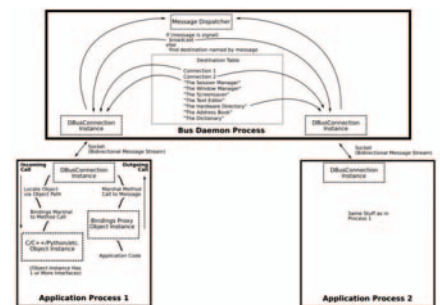 Message Dispatcher
if (message is signal)
broadcast
else
find destination named by message
Destination Table
Connection 1
Connection 2
"The Session Manager"
"The Window Manager"
"The Screensaver"
"The Text Editor"
"The Hardware Directory"
"The Address Book"
"The Dictionary"
DBusConnection
Instance
DBusConnection
Instance
Bus Daemon Process
Socket
(Bidirectional Message Stream)
Socket
(Bidirectional Message Stream)
Incoming
Call
Outgoing
Call
DBusConnection
Instance
Locate Object
via Object Path
Marshal Method
Call to Message
Bindings Marshal
to Method Call
Bindings Proxy
Object Instance
C/C++/Python/etc.
Object Instance
Application Code
(Object Instance Has
1 or More Interfaces)
Application Process 1
DBusConnection
Instance
Same Stuff as in
Process 1
Application Process 2